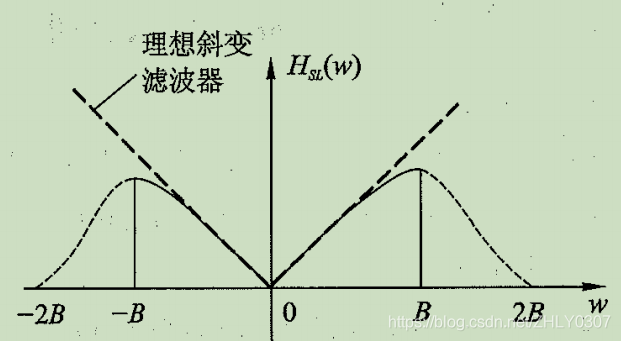 理想斜变
滤波器
H_SL(w)
-2B
-B
0
B
2B
w
https://blog.csdn.net/ZHLY0307